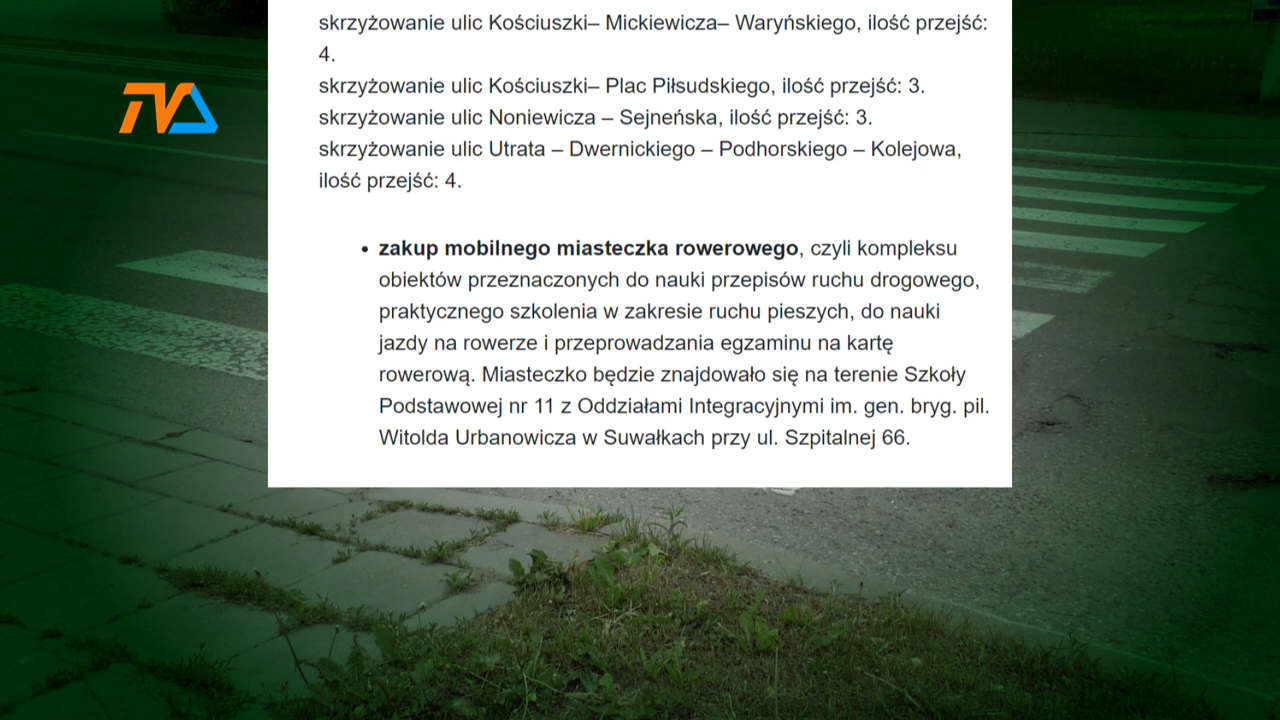 skrzyżowanie ulic Kościuszki– Mickiewicza– Waryńskiego, ilość przejść:
4.
skrzyżowanie ulic Kościuszki– Plac Piłsudskiego, ilość przejść: 3.
skrzyżowanie ulic Noniewicza – Sejneńska, ilość przejść: 3.
skrzyżowanie ulic Utrata – Dwernickiego – Podhorskiego – Kolejowa,
ilość przejść: 4.
• zakup mobilnego miasteczka rowerowego, czyli kompleksu
obiektów przeznaczonych do nauki przepisów ruchu drogowego,
praktycznego szkolenia w zakresie ruchu pieszych, do nauki
jazdy na rowerze i przeprowadzania egzaminu na kartę
rowerową. Miasteczko będzie znajdowało się na terenie Szkoły
Podstawowej nr 11 z Oddziałami Integracyjnymi im. gen. bryg. pil.
Witolda Urbanowicza w Suwałkach przy ul. Szpitalnej 66.